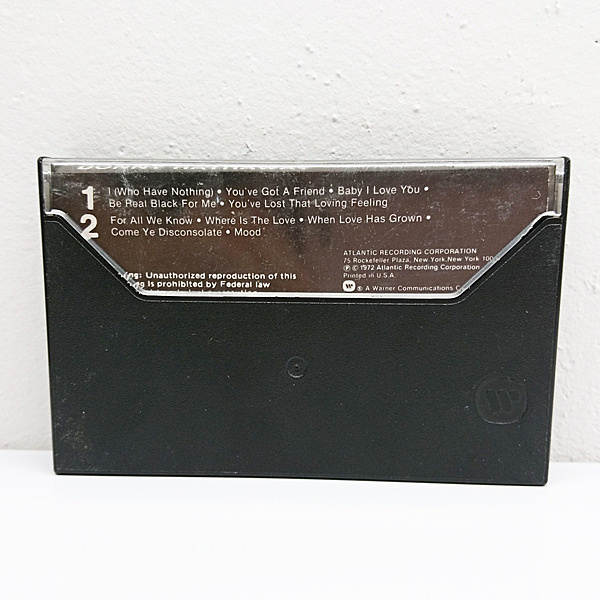 1 I (Who Have Nothing) • You've Got A Friend • Baby I Love You •
Be Real Black For Me • You've Lost That Loving Feeling
2 For All We Know • Where Is The Love • When Love Has Grown •
Come Ye Disconsolate • Mood
ATLANTIC RECORDING CORPORATION
75 Rockefeller Plaza, New York, New York 100
℗ © 1972 Atlantic Recording Corporation
Printed in U.S.A.
® A Warner Communications C
Unauthorized reproduction of this
is prohibited by Federal law